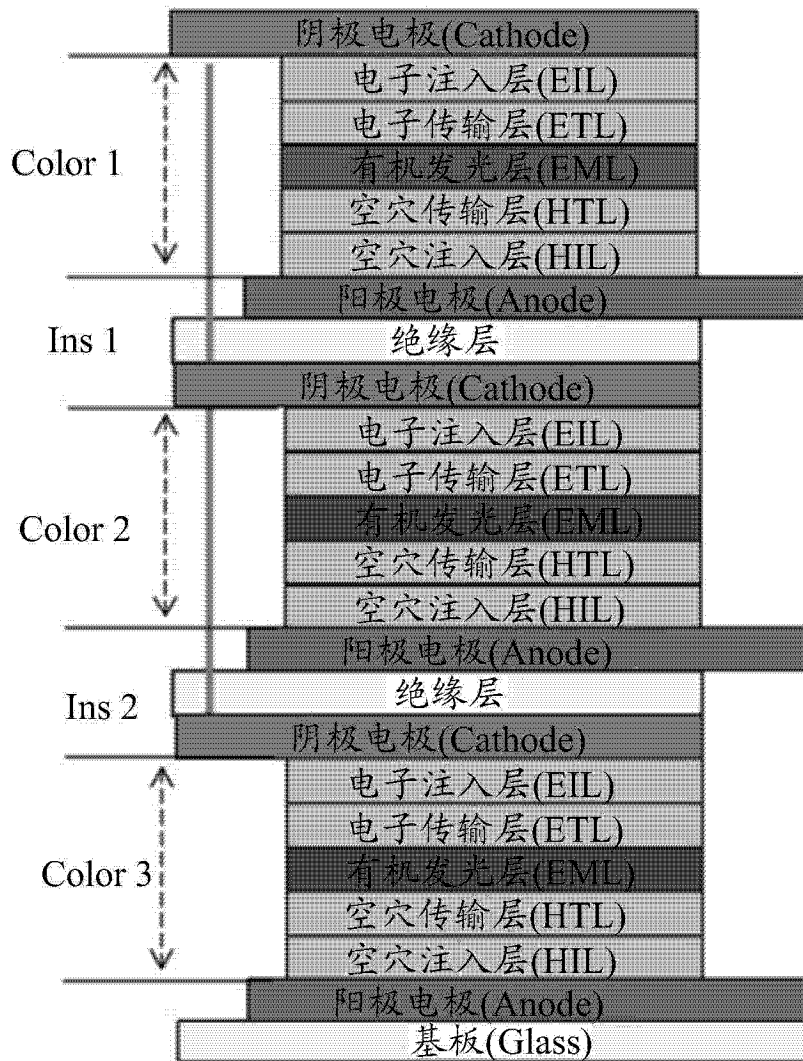 阴极电极(Cathode)
电子注入层(EIL)
电子传输层(ETL)
Color 1
有机发光层(EML)
空穴传输层(HTL)
空穴注入层(HIL)
阳极电极(Anode)
Ins 1
绝缘层
阴极电极(Cathode)
电子注入层(EIL)
电子传输层(ETL)
Color 2
有机发光层(EML)
空穴传输层(HTL)
空穴注入层(HIL)
阳极电极(Anode)
Ins 2
绝缘层
阴极电极(Cathode)
电子注入层(EIL)
电子传输层(ETL)
Color 3
有机发光层(EML)
空穴传输层(HTL)
空穴注入层(HIL)
阳极电极(Anode)
基板(Glass)